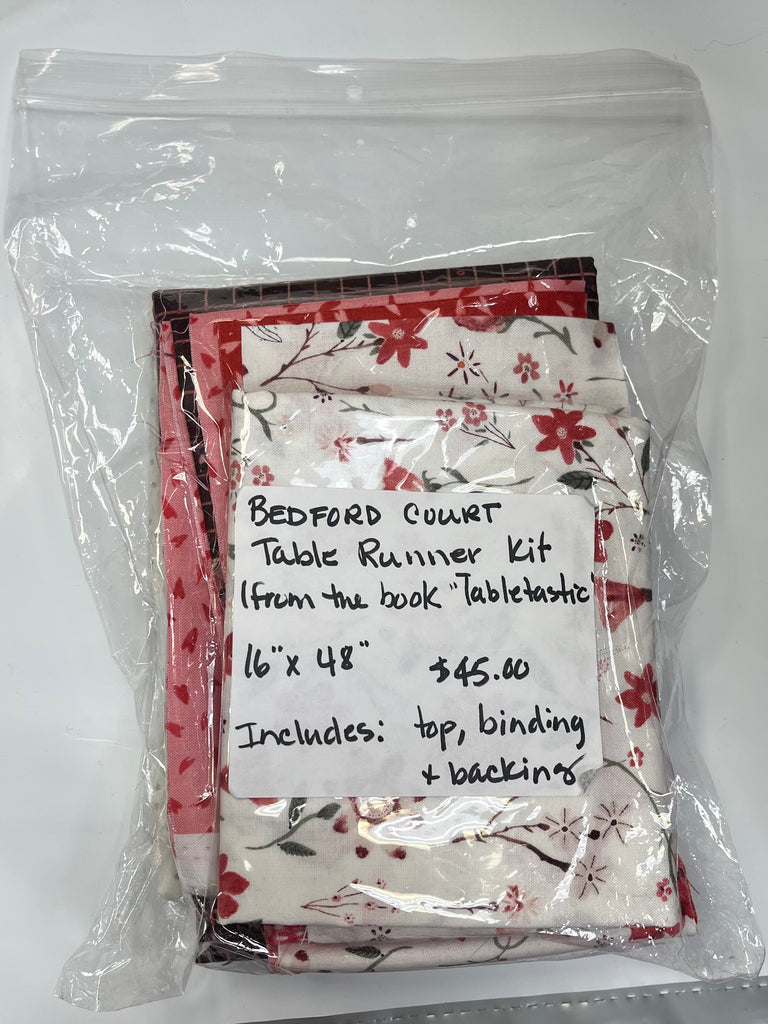 BEDFORD COURT
Table Runner Kit
(from the book "Tabletastic"
16" x 48" $45.00
Includes: top, binding
+ backing